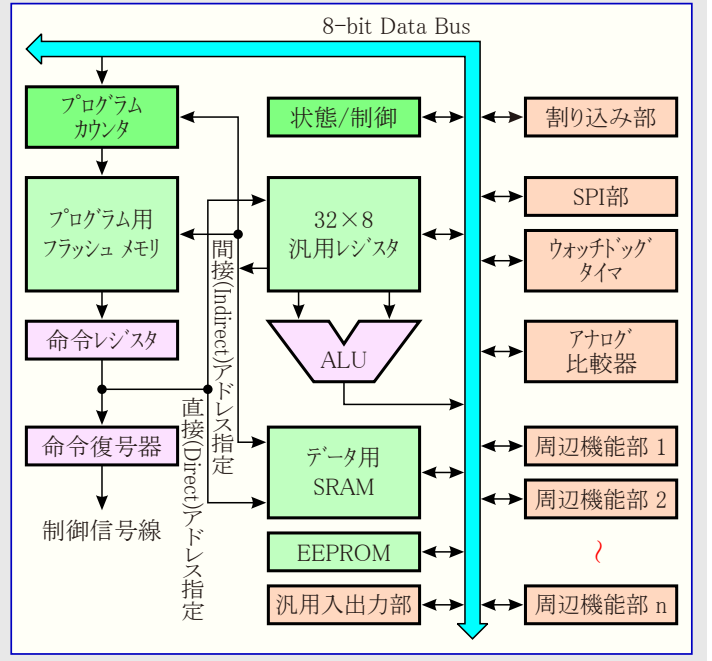 8-bit Data Bus
プログラム
カウンタ
プログラム用
フラッシュ メモリ
命令レジスタ
命令復号器
制御信号線
状態/制御
32×8
汎用レジスタ
ALU
間接(Indirect)アドレス指定
直接(Direct)アドレス指定
データ用
SRAM
EEPROM
汎用入出力部
割り込み部
SPI部
ウォッチドッグ
タイマ
アナログ
比較器
周辺機能部 1
周辺機能部 2
～
周辺機能部 n